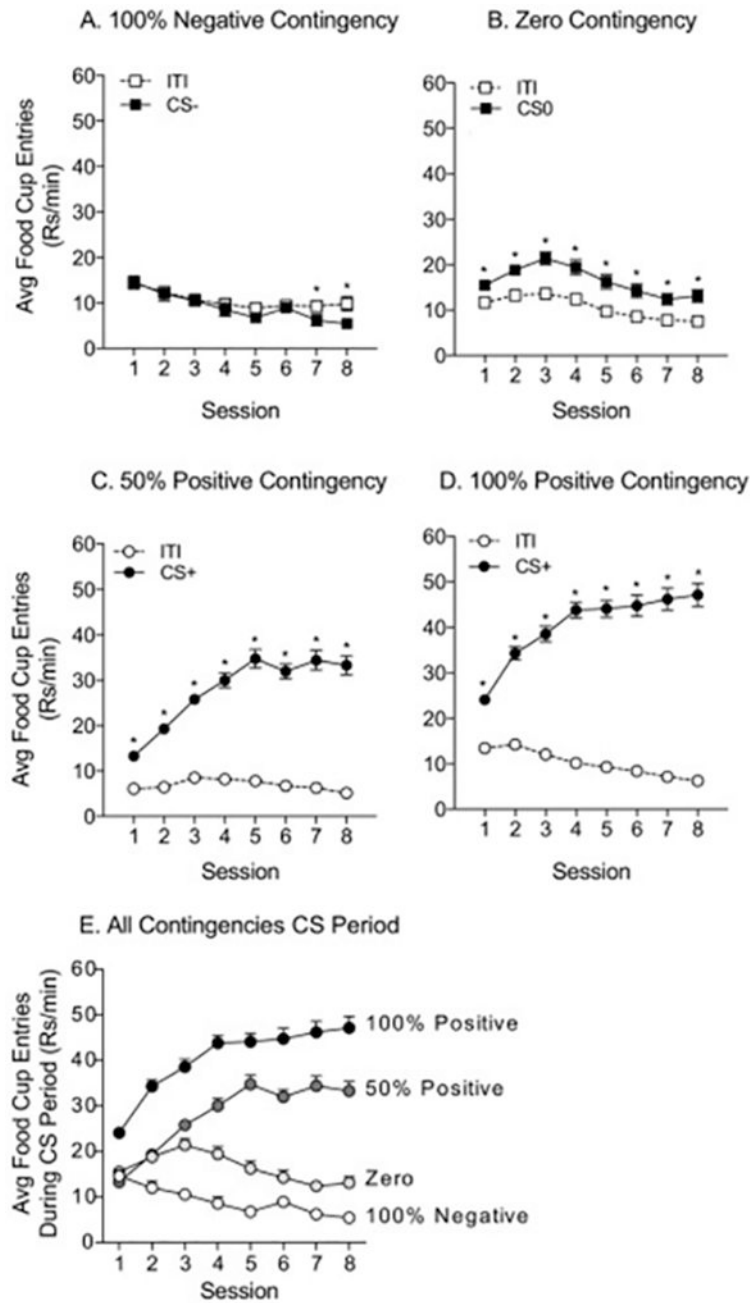 A. 100% Negative Contingency
Avg Food Cup Entries
(Rs/min)
60
50
40
30
20
10
0
ITI
CS-
* *
1 2 3 4 5 6 7 8
Session
B. Zero Contingency
60
50
40
30
20
10
0
ITI
CS0
* * * * * * * *
1 2 3 4 5 6 7 8
Session
C. 50% Positive Contingency
Avg Food Cup Entries
(Rs/min)
60
50
40
30
20
10
0
ITI
CS+
* * * * * * * *
1 2 3 4 5 6 7 8
Session
D. 100% Positive Contingency
60
50
40
30
20
10
0
ITI
CS+
* * * * * * * *
1 2 3 4 5 6 7 8
Session
E. All Contingencies CS Period
Avg Food Cup Entries
During CS Period (Rs/min)
60
50
40
30
20
10
0
100% Positive
50% Positive
Zero
100% Negative
1 2 3 4 5 6 7 8
Session